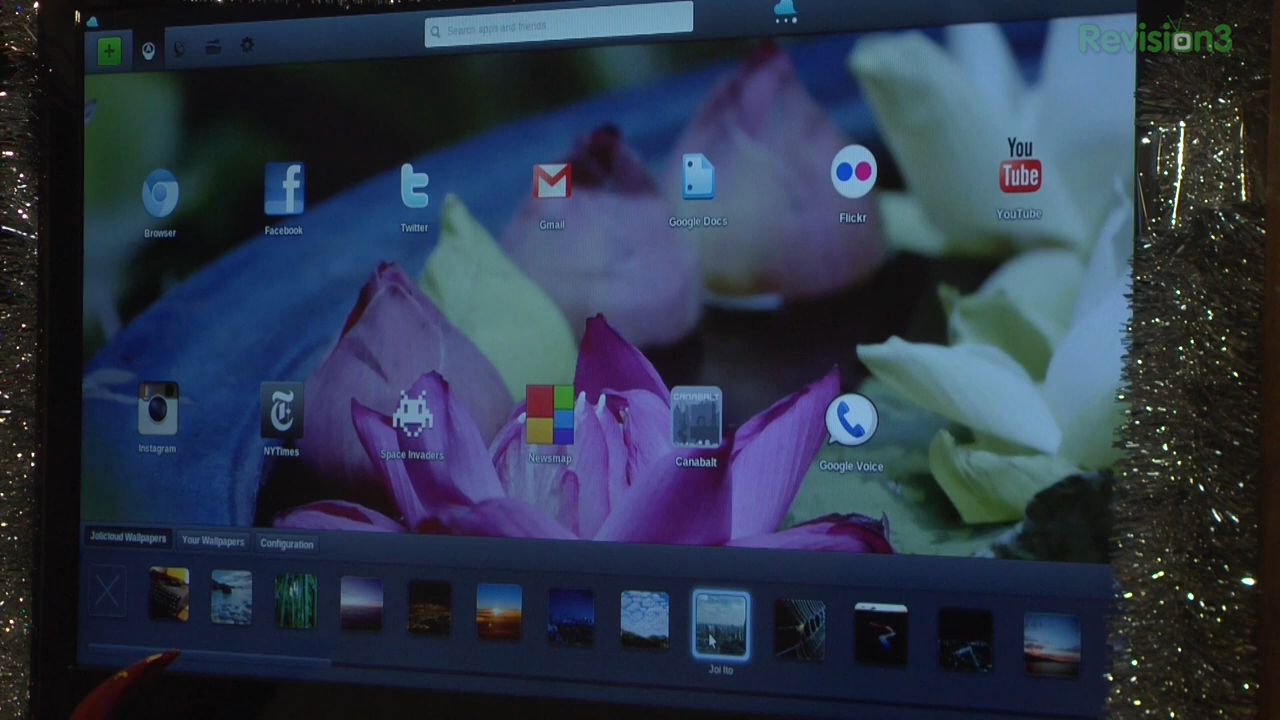 Search apps and friends
Revision3
You
Tube
Browser
Facebook
Twitter
Gmail
Google Docs
Flickr
YouTube
CANABALT
Instagram
NYTimes
Space Invaders
Newsmap
Canabalt
Google Voice
Jolicloud Wallpapers
Your Wallpapers
Configuration
Joi Ito